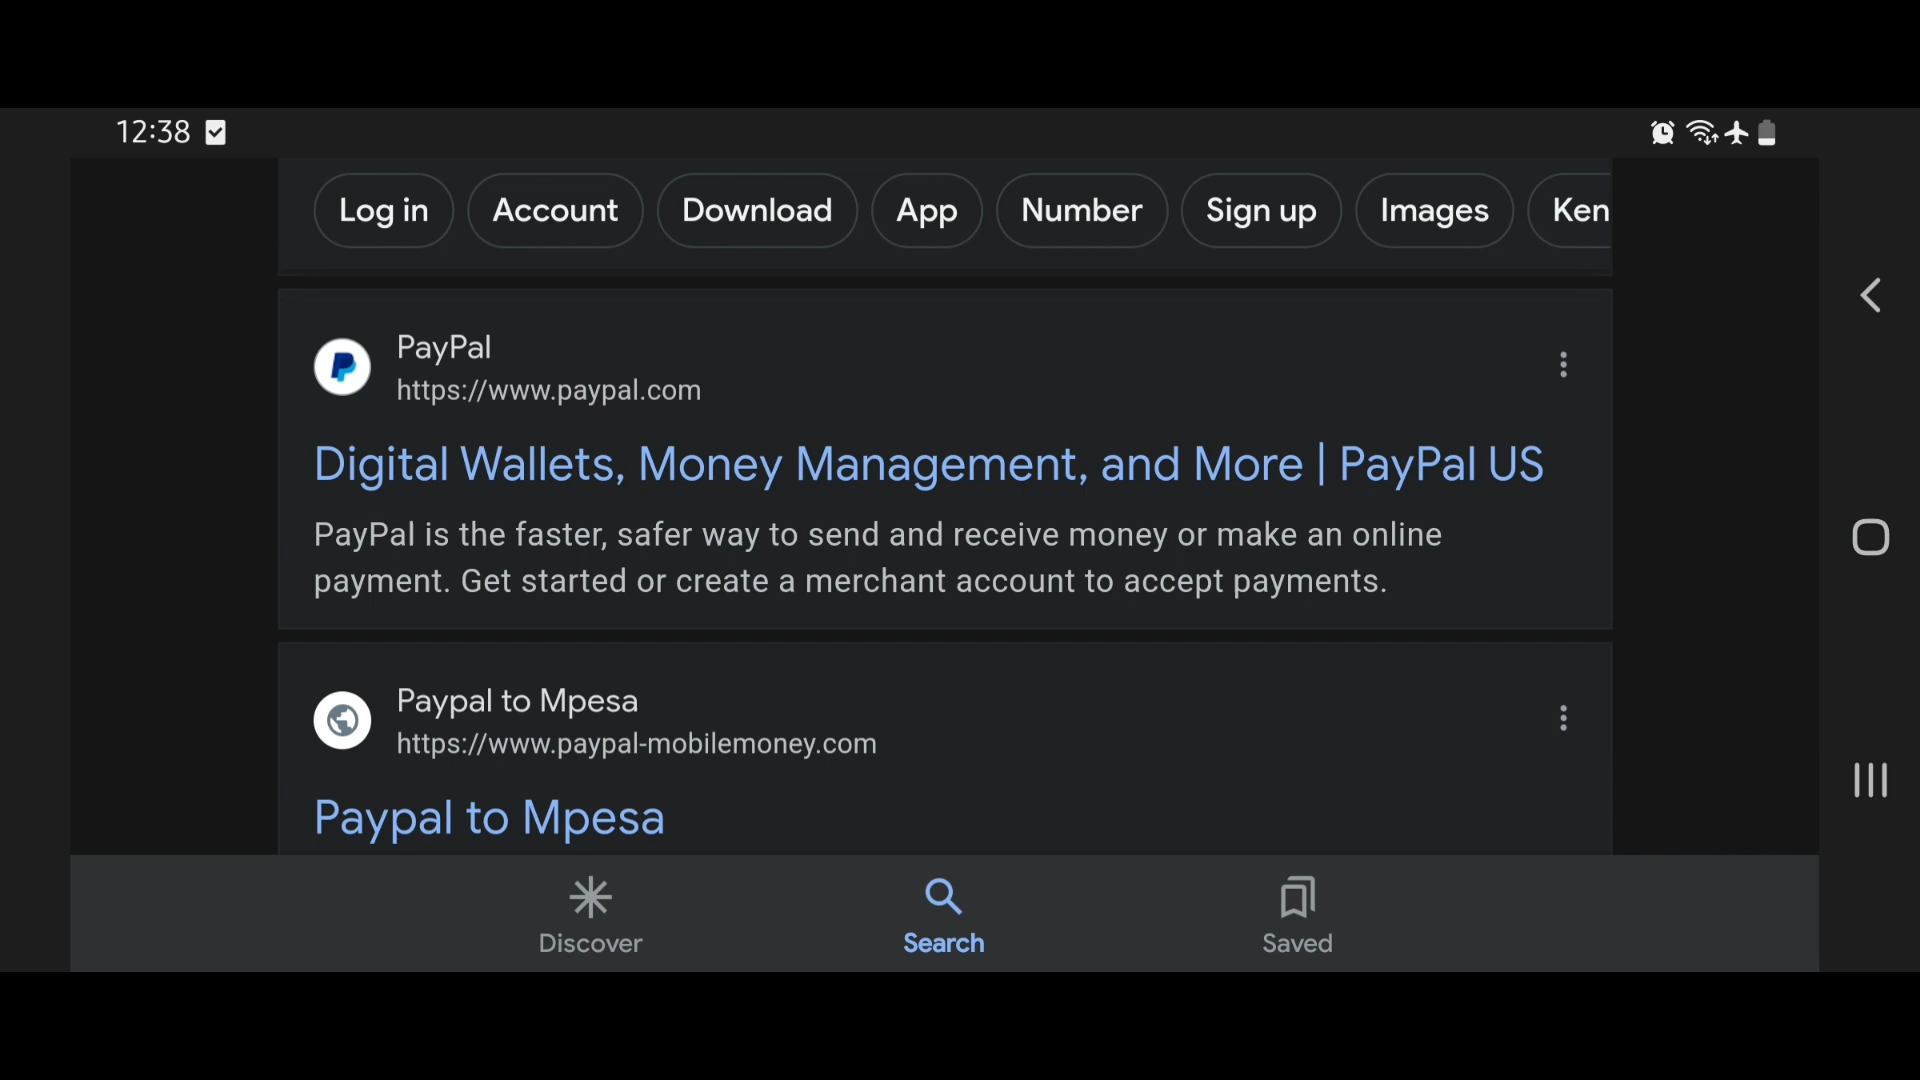 12:38
Log in Account Download App Number Sign up Images Ken
PayPal
https://www.paypal.com
Digital Wallets, Money Management, and More | PayPal US
PayPal is the faster, safer way to send and receive money or make an online
payment. Get started or create a merchant account to accept payments.
Paypal to Mpesa
https://www.paypal-mobilemoney.com
Paypal to Mpesa
Discover Search Saved